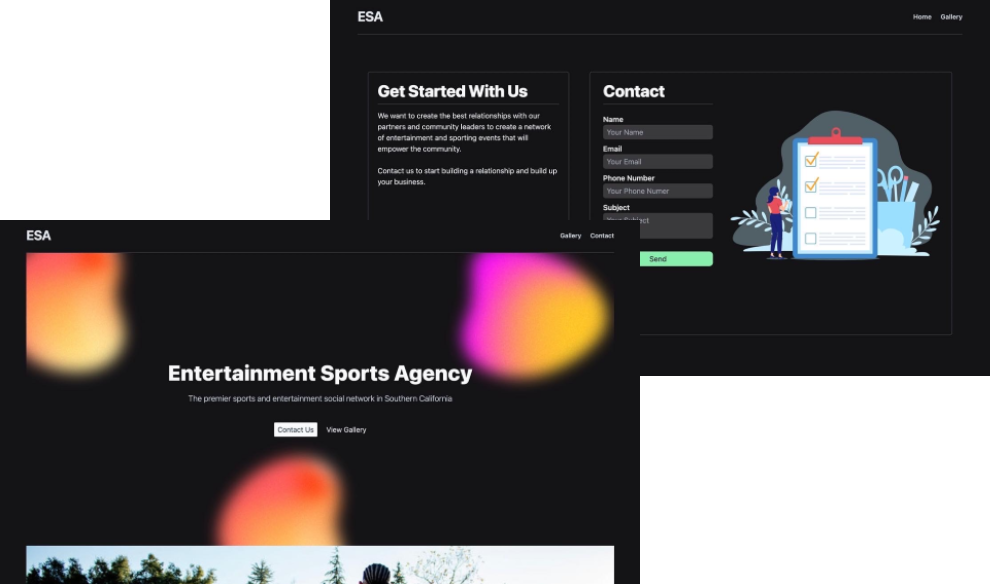 ESA
Home
Gallery
Get Started With Us
We want to create the best relationships with our
partners and community leaders to create a network
of entertainment and sporting events that will
empower the community.
Contact us to start building a relationship and build up
your business.
Contact
Name
Your Name
Email
Your Email
Phone Number
Your Phone Numer
Subject
Your Subject
Send
ESA
Gallery
Contact
Entertainment Sports Agency
The premier sports and entertainment social network in Southern California
Contact Us
View Gallery